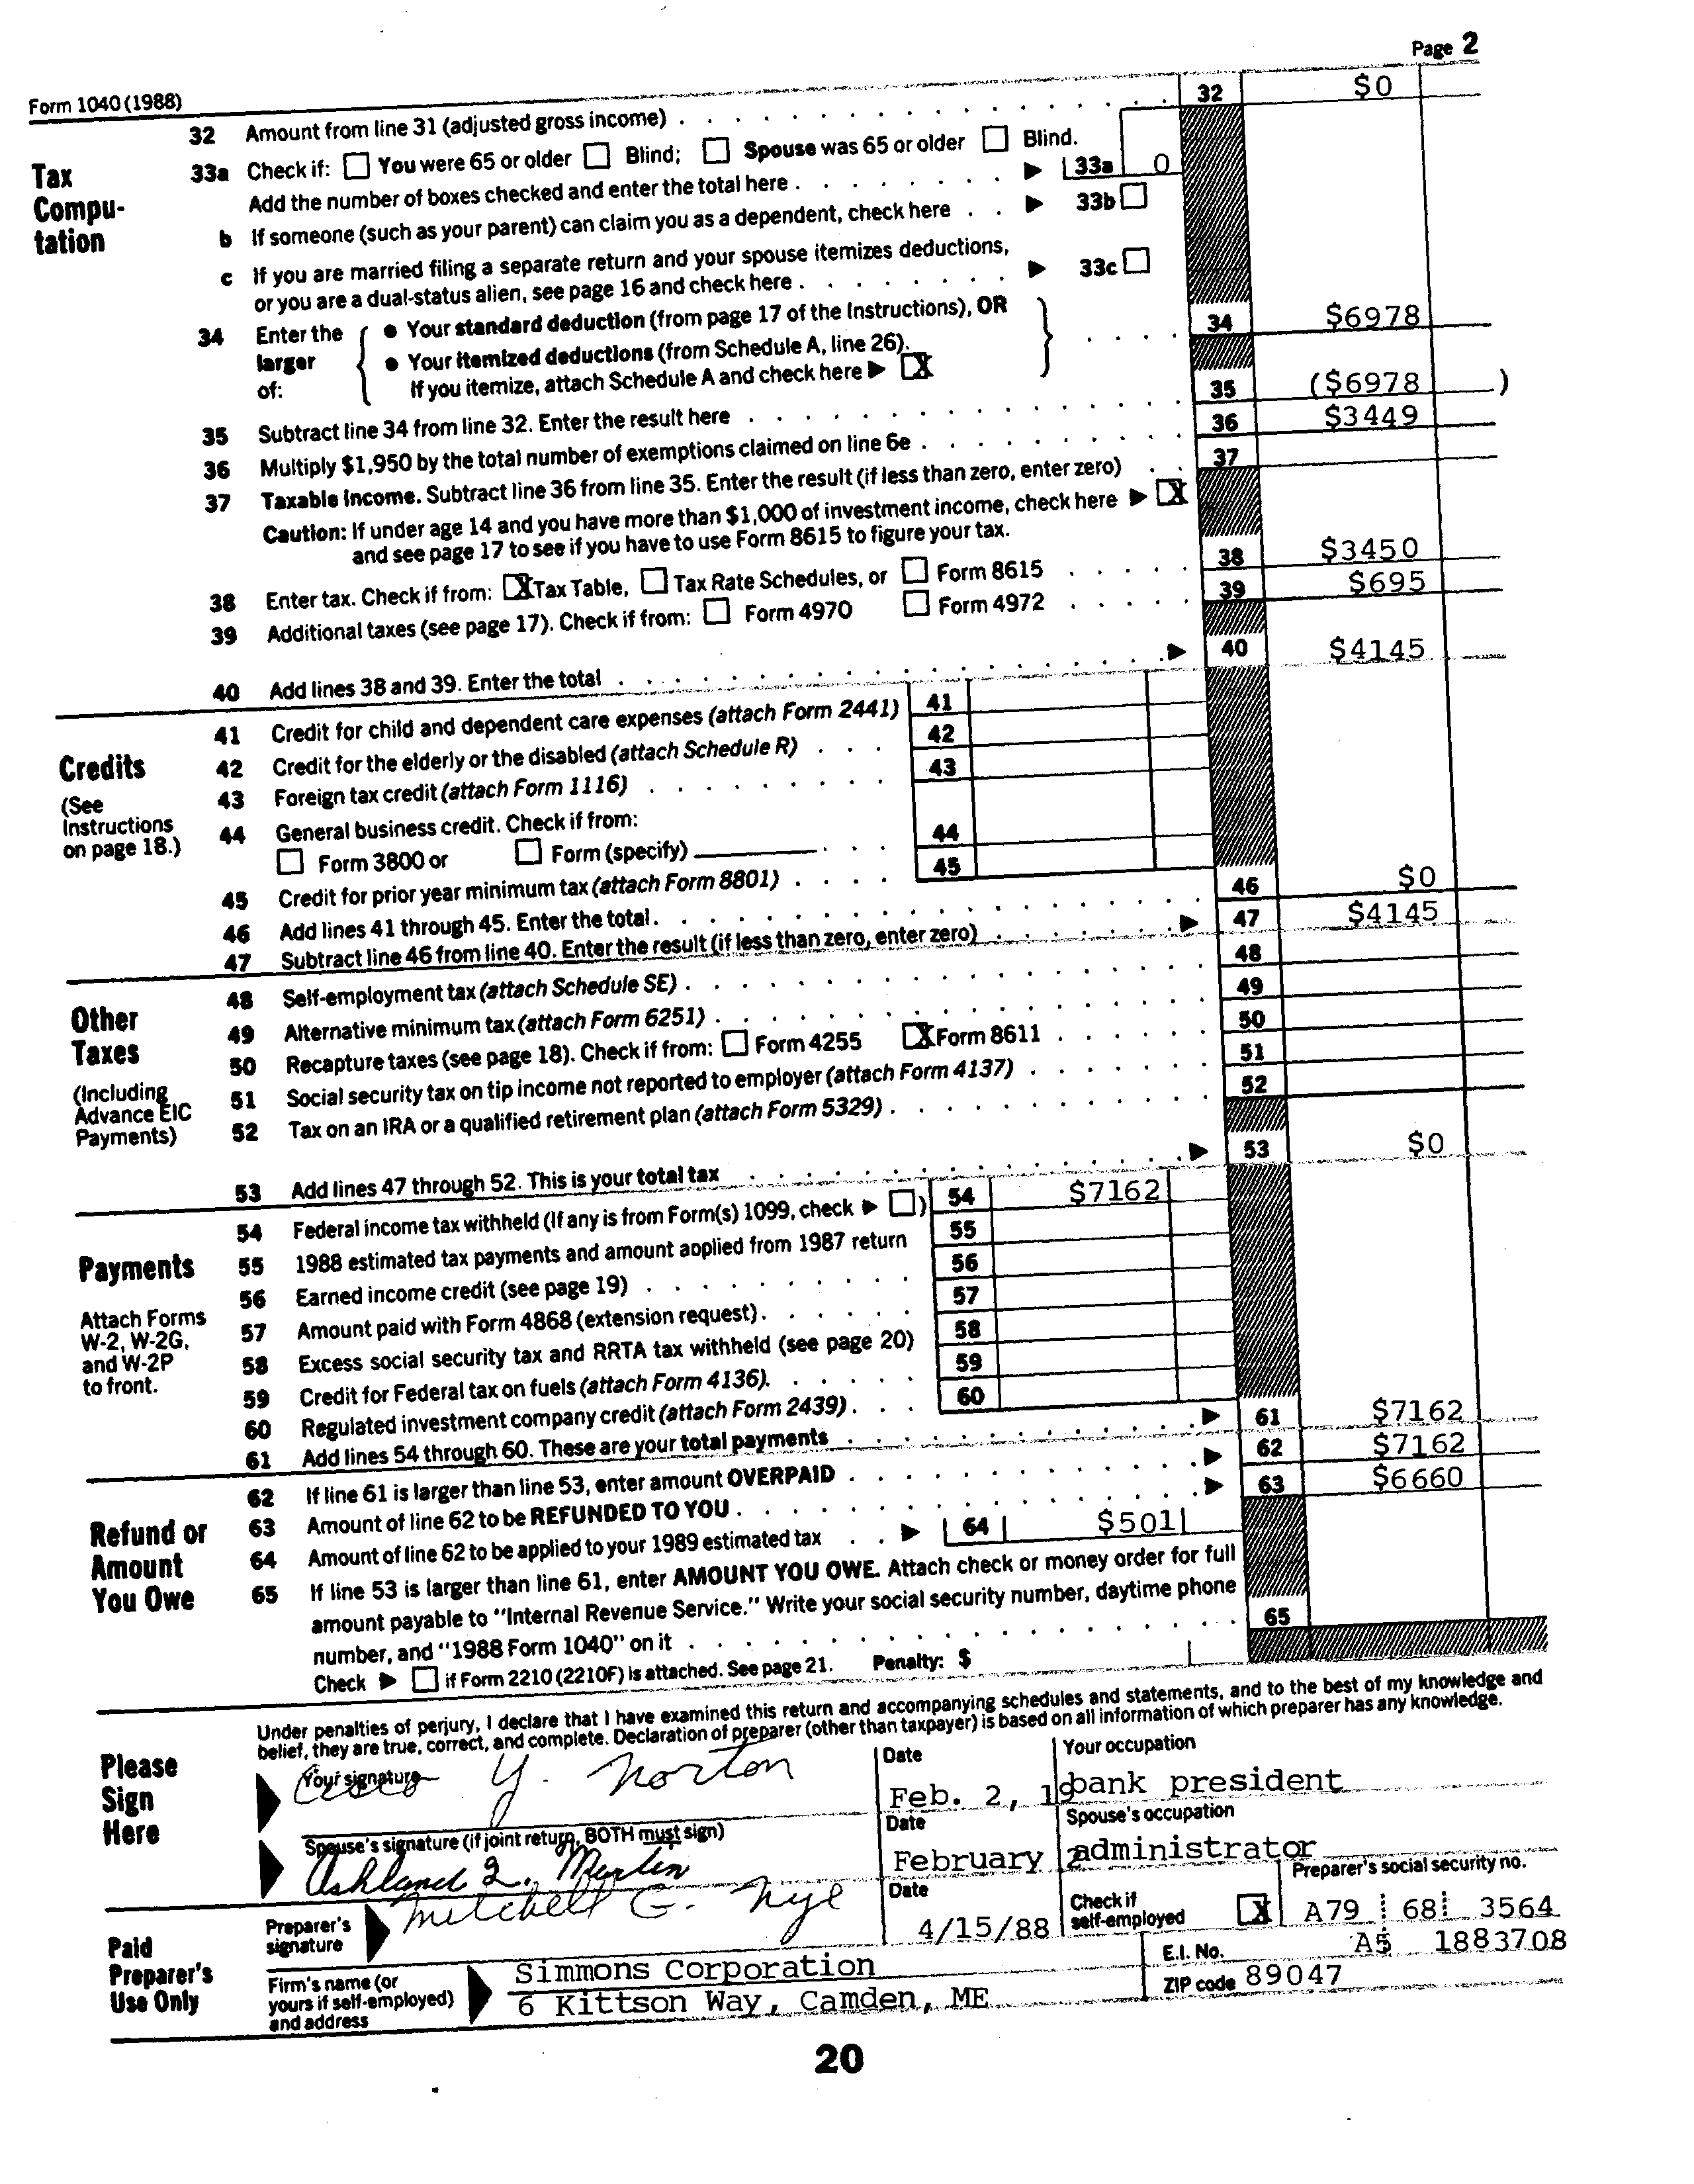 Page 2
Form 1040 (1988)
32 Amount from line 31 (adjusted gross income) . . . . . . . . . . . . . 32 $0
Tax Compu-tation
33a Check if: You were 65 or older Blind; Spouse was 65 or older Blind.
Add the number of boxes checked and enter the total here . . . . . . . . ▶ 33a 0
b If someone (such as your parent) can claim you as a dependent, check here . . ▶ 33b
c If you are married filing a separate return and your spouse itemizes deductions,
or you are a dual-status alien, see page 16 and check here . . . . . . . . ▶ 33c
34 Enter the larger of: { ● Your standard deduction (from page 17 of the Instructions), OR
● Your itemized deductions (from Schedule A, line 26).
If you itemize, attach Schedule A and check here ▶ X } . . . . 34 $6978
35 Subtract line 34 from line 32. Enter the result here . . . . . . . . . . . . 35 ($6978 )
36 Multiply $1,950 by the total number of exemptions claimed on line 6e . . . . . . . . 36 $3449
37 Taxable income. Subtract line 36 from line 35. Enter the result (if less than zero, enter zero) . . 37
Caution: If under age 14 and you have more than $1,000 of investment income, check here ▶ X
and see page 17 to see if you have to use Form 8615 to figure your tax.
38 Enter tax. Check if from: X Tax Table, Tax Rate Schedules, or Form 8615 . . . . . 38 $3450
39 Additional taxes (see page 17). Check if from: Form 4970 Form 4972 . . . . . 39 $695
40 Add lines 38 and 39. Enter the total . . . . . . . . . . . . . ▶ 40 $4145
Credits
(See Instructions on page 18.)
41 Credit for child and dependent care expenses (attach Form 2441) 41
42 Credit for the elderly or the disabled (attach Schedule R) . . . 42
43 Foreign tax credit (attach Form 1116) . . . . . . . . 43
44 General business credit. Check if from:
Form 3800 or Form (specify) . . . 44
45 Credit for prior year minimum tax (attach Form 8801) . . . . 45
46 Add lines 41 through 45. Enter the total . . . . . . . . . . . . . 46 $0
47 Subtract line 46 from line 40. Enter the result (if less than zero, enter zero) . . . . . . ▶ 47 $4145
Other Taxes
(Including Advance EIC Payments)
48 Self-employment tax (attach Schedule SE) . . . . . . . . . . . . 48
49 Alternative minimum tax (attach Form 6251) . . . . . . . . . . . . 49
50 Recapture taxes (see page 18). Check if from: Form 4255 X Form 8611 . . . . . 50
51 Social security tax on tip income not reported to employer (attach Form 4137) . . . . . . 51
52 Tax on an IRA or a qualified retirement plan (attach Form 5329) . . . . . . . . . . 52
53 Add lines 47 through 52. This is your total tax . . . . . . . . . . . . ▶ 53 $0
Payments
Attach Forms W-2, W-2G, and W-2P to front.
54 Federal income tax withheld (If any is from Form(s) 1099, check ▶ ) 54 $7162
55 1988 estimated tax payments and amount applied from 1987 return 55
56 Earned income credit (see page 19) . . . . . . . . 56
57 Amount paid with Form 4868 (extension request) . . . . . 57
58 Excess social security tax and RRTA tax withheld (see page 20) 58
59 Credit for Federal tax on fuels (attach Form 4136) . . . . . 59
60 Regulated investment company credit (attach Form 2439) . . . 60
61 Add lines 54 through 60. These are your total payments . . . . . . . . . . ▶ 61 $7162
Refund or Amount You Owe
62 If line 61 is larger than line 53, enter amount OVERPAID . . . . . . . . . . ▶ 62 $7162
63 Amount of line 62 to be REFUNDED TO YOU . . . . . . . . . . . . ▶ 63 $6660
64 Amount of line 62 to be applied to your 1989 estimated tax . . ▶ 64 $501
65 If line 53 is larger than line 61, enter AMOUNT YOU OWE. Attach check or money order for full
amount payable to "Internal Revenue Service." Write your social security number, daytime phone
number, and "1988 Form 1040" on it . . . . . . . . . . . . . 65
Check ▶ if Form 2210 (2210F) is attached. See page 21. Penalty: $
Under penalties of perjury, I declare that I have examined this return and accompanying schedules and statements, and to the best of my knowledge and
belief, they are true, correct, and complete. Declaration of preparer (other than taxpayer) is based on all information of which preparer has any knowledge.
Please Sign Here
Your signature Cisco Y. Norton Date Feb. 2, 19 Your occupation bank president
Spouse's signature (if joint return, BOTH must sign) Ashland Q. Merlen Date February 2 Spouse's occupation administrator
Paid Preparer's Use Only
Preparer's signature Mitchell G. Nye Date 4/15/88 Check if self-employed X Preparer's social security no. A79 68 3564
Firm's name (or yours if self-employed) and address Simmons Corporation E.I. No. A5 1883708
6 Kittson Way, Camden, ME ZIP code 89047
20